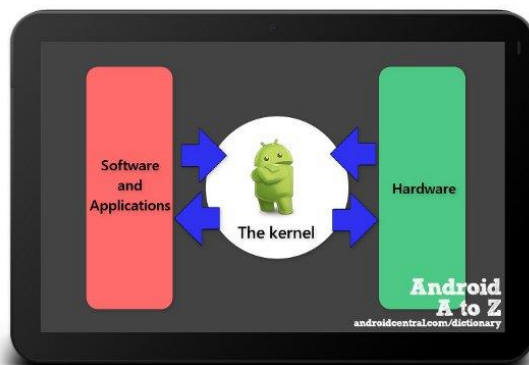 Software
and
Applications
The kernel
Hardware
Android
A to Z
androidcentral.com/dictionary